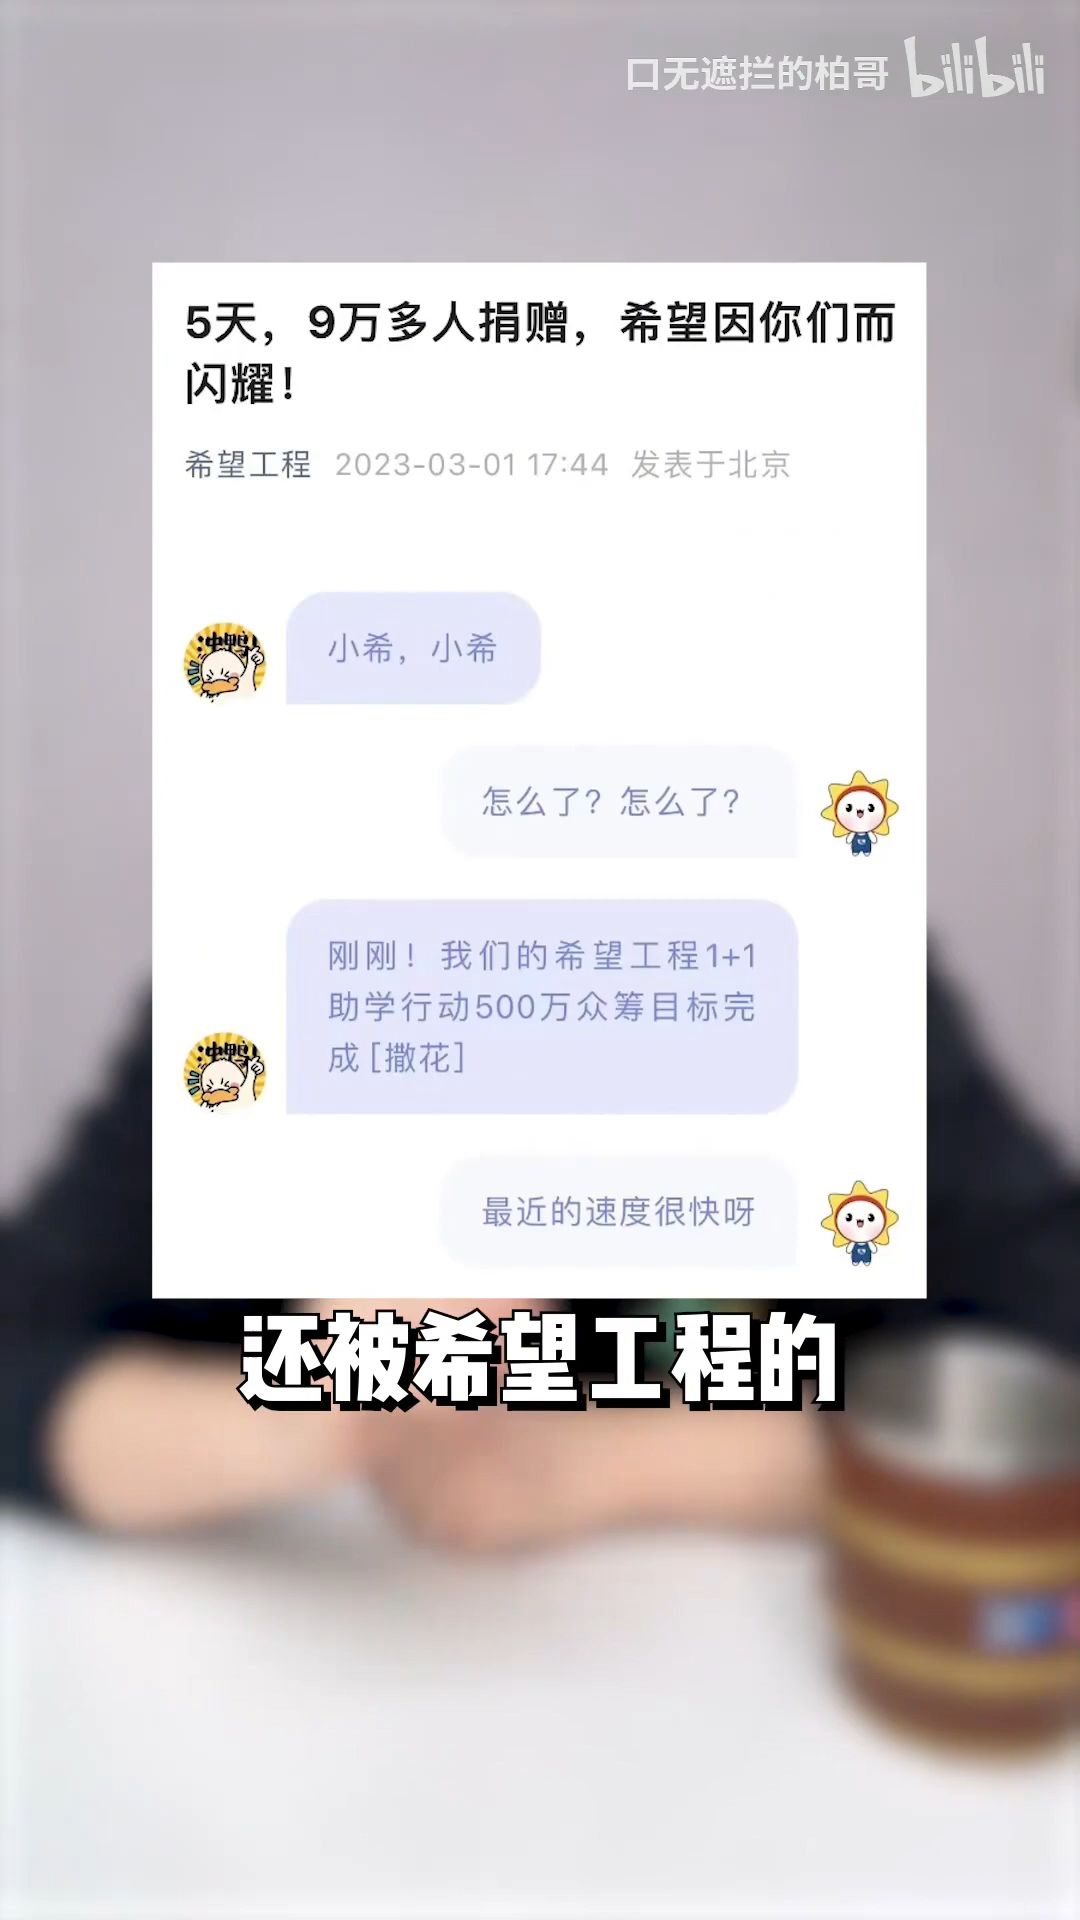 口无遮拦的柏哥 bilibili
5天，9万多人捐赠，希望因你们而
闪耀！
希望工程 2023-03-01 17:44 发表于北京
冲鸭!
小希，小希
怎么了？怎么了？
刚刚！我们的希望工程1+1
助学行动500万众筹目标完
成 [撒花]
冲鸭!
最近的速度很快呀
还被希望工程的